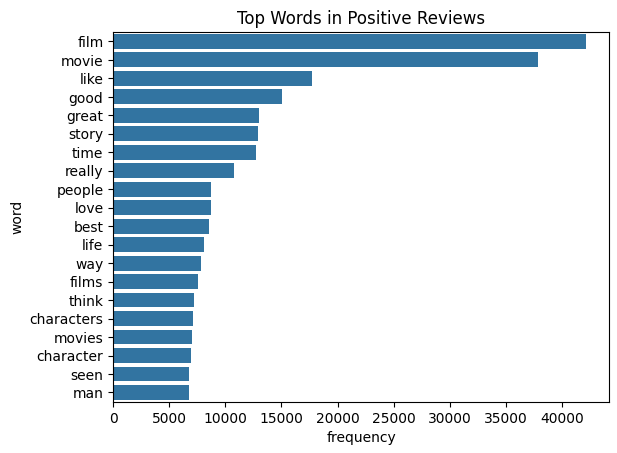 Top Words in Positive Reviews
film
movie
like
good
great
story
time
really
people
love
best
life
way
films
think
characters
movies
character
seen
man
word
0 5000 10000 15000 20000 25000 30000 35000 40000
frequency